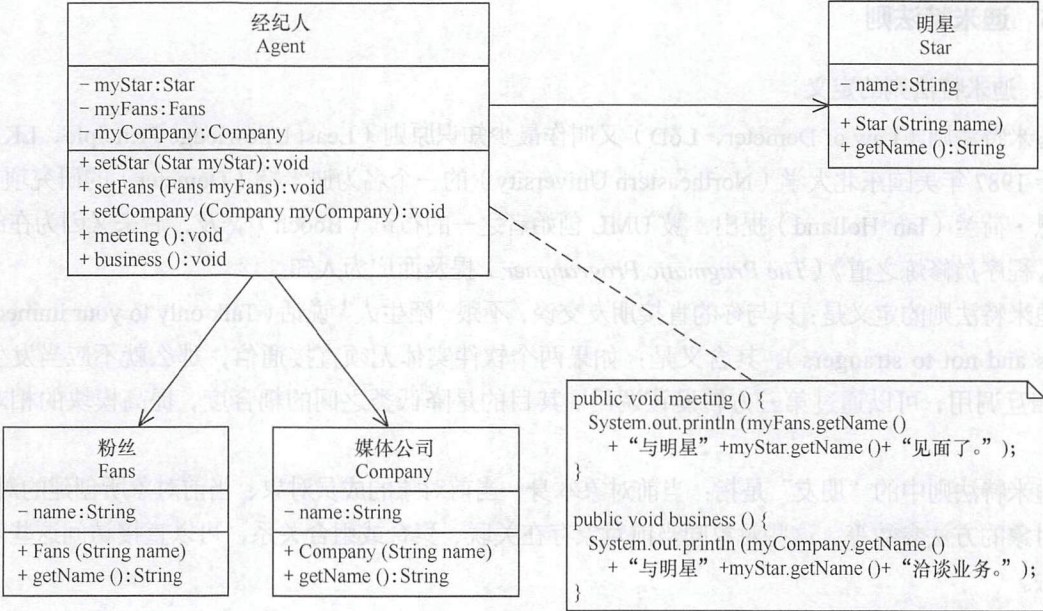 经纪人
Agent
- myStar:Star
- myFans:Fans
- myCompany:Company
+ setStar (Star myStar):void
+ setFans (Fans myFans):void
+ setCompany (Company myCompany):void
+ meeting ():void
+ business ():void
明星
Star
- name:String
+ Star (String name)
+ getName ():String
粉丝
Fans
- name:String
+ Fans (String name)
+ getName ():String
媒体公司
Company
- name:String
+ Company (String name)
+ getName ():String
public void meeting () {
System.out.println (myFans.getName ()
+ “与明星” +myStar.getName ()+ “见面了。”);
}
public void business () {
System.out.println (myCompany.getName ()
+ “与明星” +myStar.getName ()+ “洽谈业务。”);
}